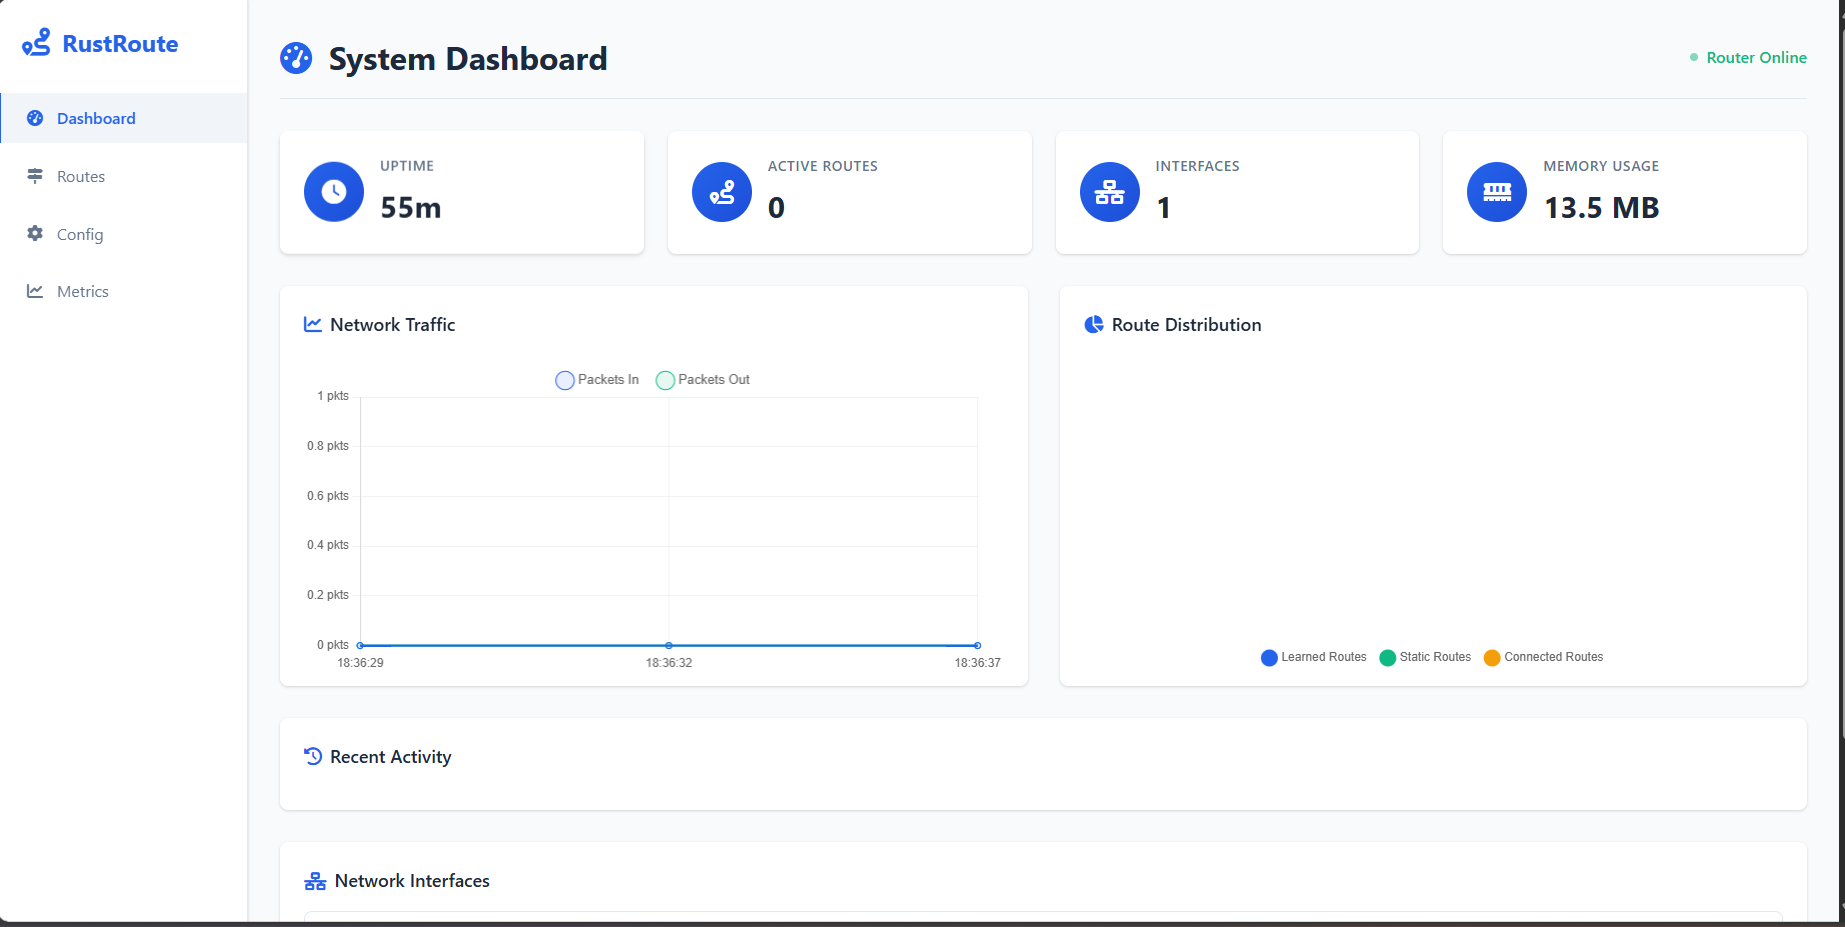 RustRoute
Dashboard
Routes
Config
Metrics
System Dashboard
Router Online
UPTIME
55m
ACTIVE ROUTES
0
INTERFACES
1
MEMORY USAGE
13.5 MB
Network Traffic
Packets In Packets Out
1 pkts
0.8 pkts
0.6 pkts
0.4 pkts
0.2 pkts
0 pkts
18:36:29 18:36:32 18:36:37
Route Distribution
Learned Routes Static Routes Connected Routes
Recent Activity
Network Interfaces